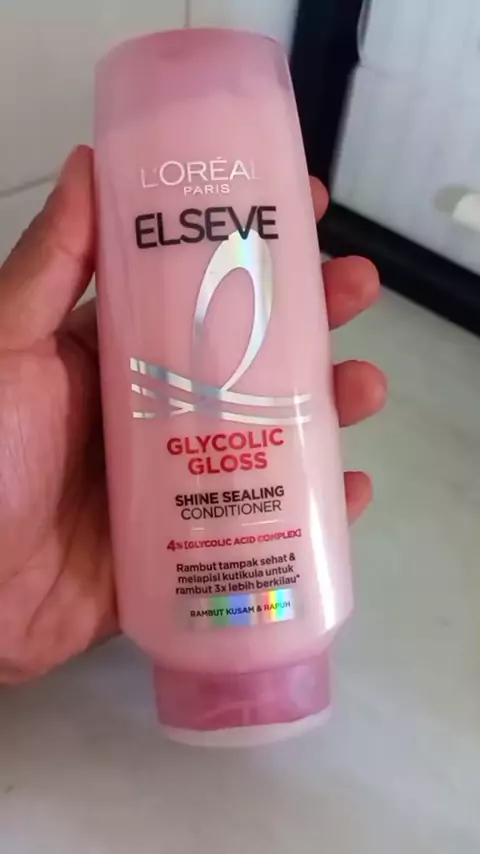 L'ORÉAL
PARIS
ELSEVE
GLYCOLIC
GLOSS
SHINE SEALING
CONDITIONER
4% [GLYCOLIC ACID COMPLEX]
Rambut tampak sehat &
melapisi kutikula untuk
rambut 3x lebih berkilau*
RAMBUT KUSAM & RAPUH